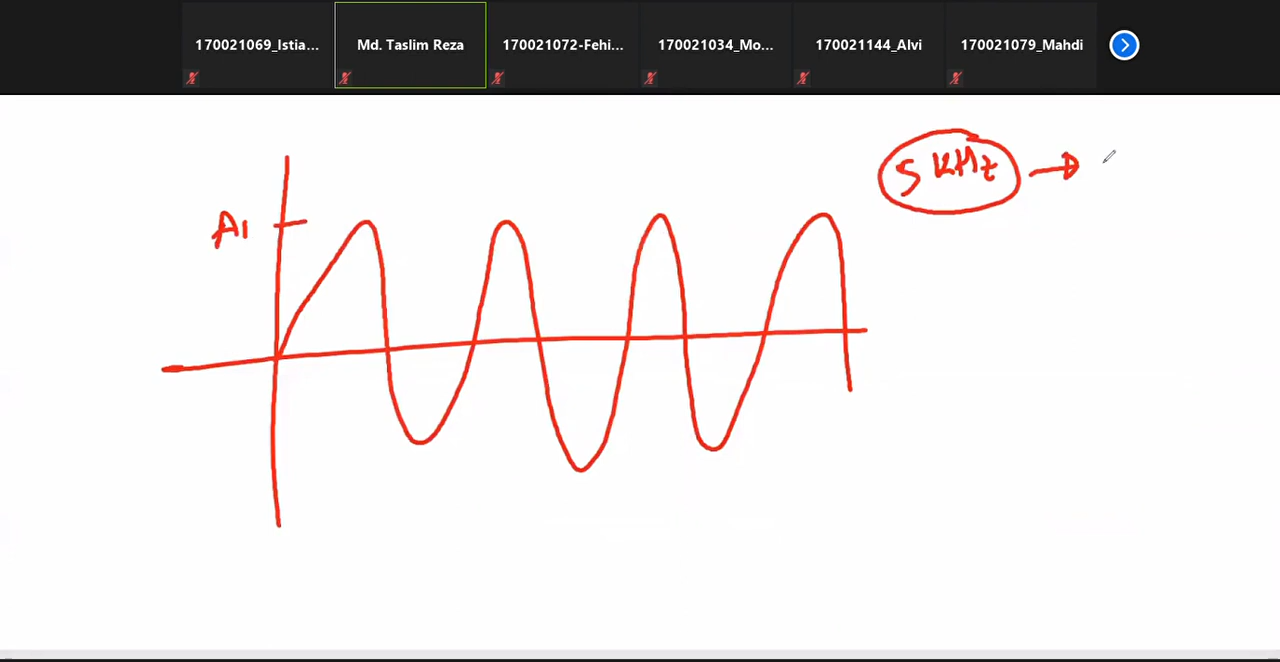 170021069_Istia... Md. Taslim Reza 170021072-Fehi... 170021034_Mo... 170021144_Alvi 170021079_Mahdi
5 KHz
A1